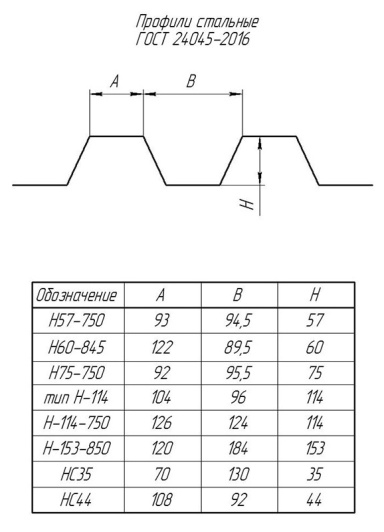 Профили стальные
ГОСТ 24045-2016
A B
H
Обозначение A B H
Н57-750 93 94,5 57
Н60-845 122 89,5 60
Н75-750 92 95,5 75
тип Н-114 104 96 114
Н-114-750 126 124 114
Н-153-850 120 184 153
НС35 70 130 35
НС44 108 92 44